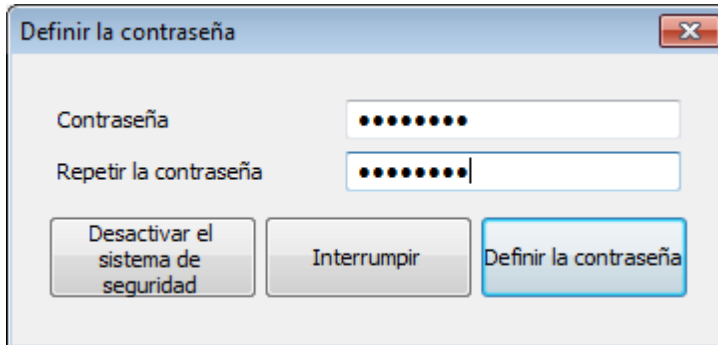 Definir la contraseña
Contraseña
••••••••
Repetir la contraseña
••••••••
Desactivar el
sistema de
seguridad
Interrumpir
Definir la contraseña